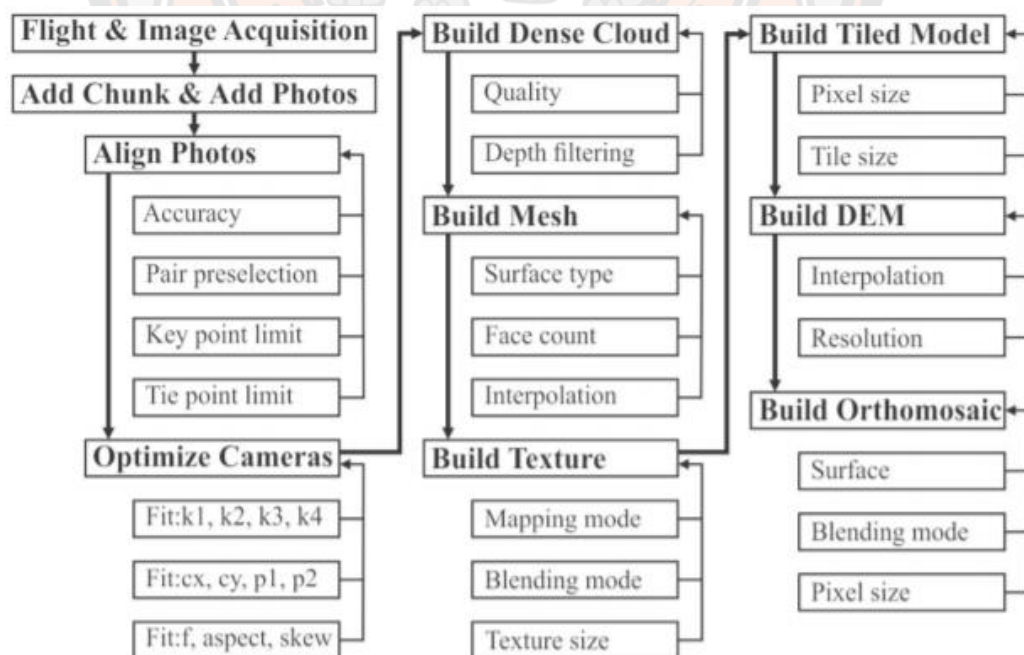 Flight & Image Acquisition
Add Chunk & Add Photos
Align Photos
Accuracy
Pair preselection
Key point limit
Tie point limit
Optimize Cameras
Fit:k1, k2, k3, k4
Fit:cx, cy, p1, p2
Fit:f, aspect, skew
Build Dense Cloud
Quality
Depth filtering
Build Mesh
Surface type
Face count
Interpolation
Build Texture
Mapping mode
Blending mode
Texture size
Build Tiled Model
Pixel size
Tile size
Build DEM
Interpolation
Resolution
Build Orthomosaic
Surface
Blending mode
Pixel size